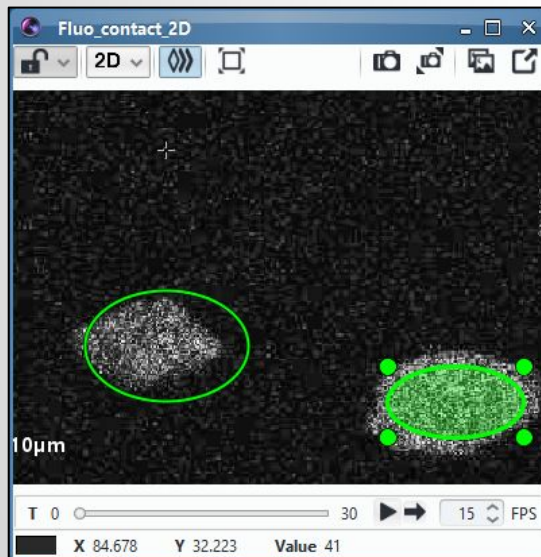 Fluo_contact_2D
2D
10µm
T 0 30 15 FPS
X 84.678 Y 32.223 Value 41